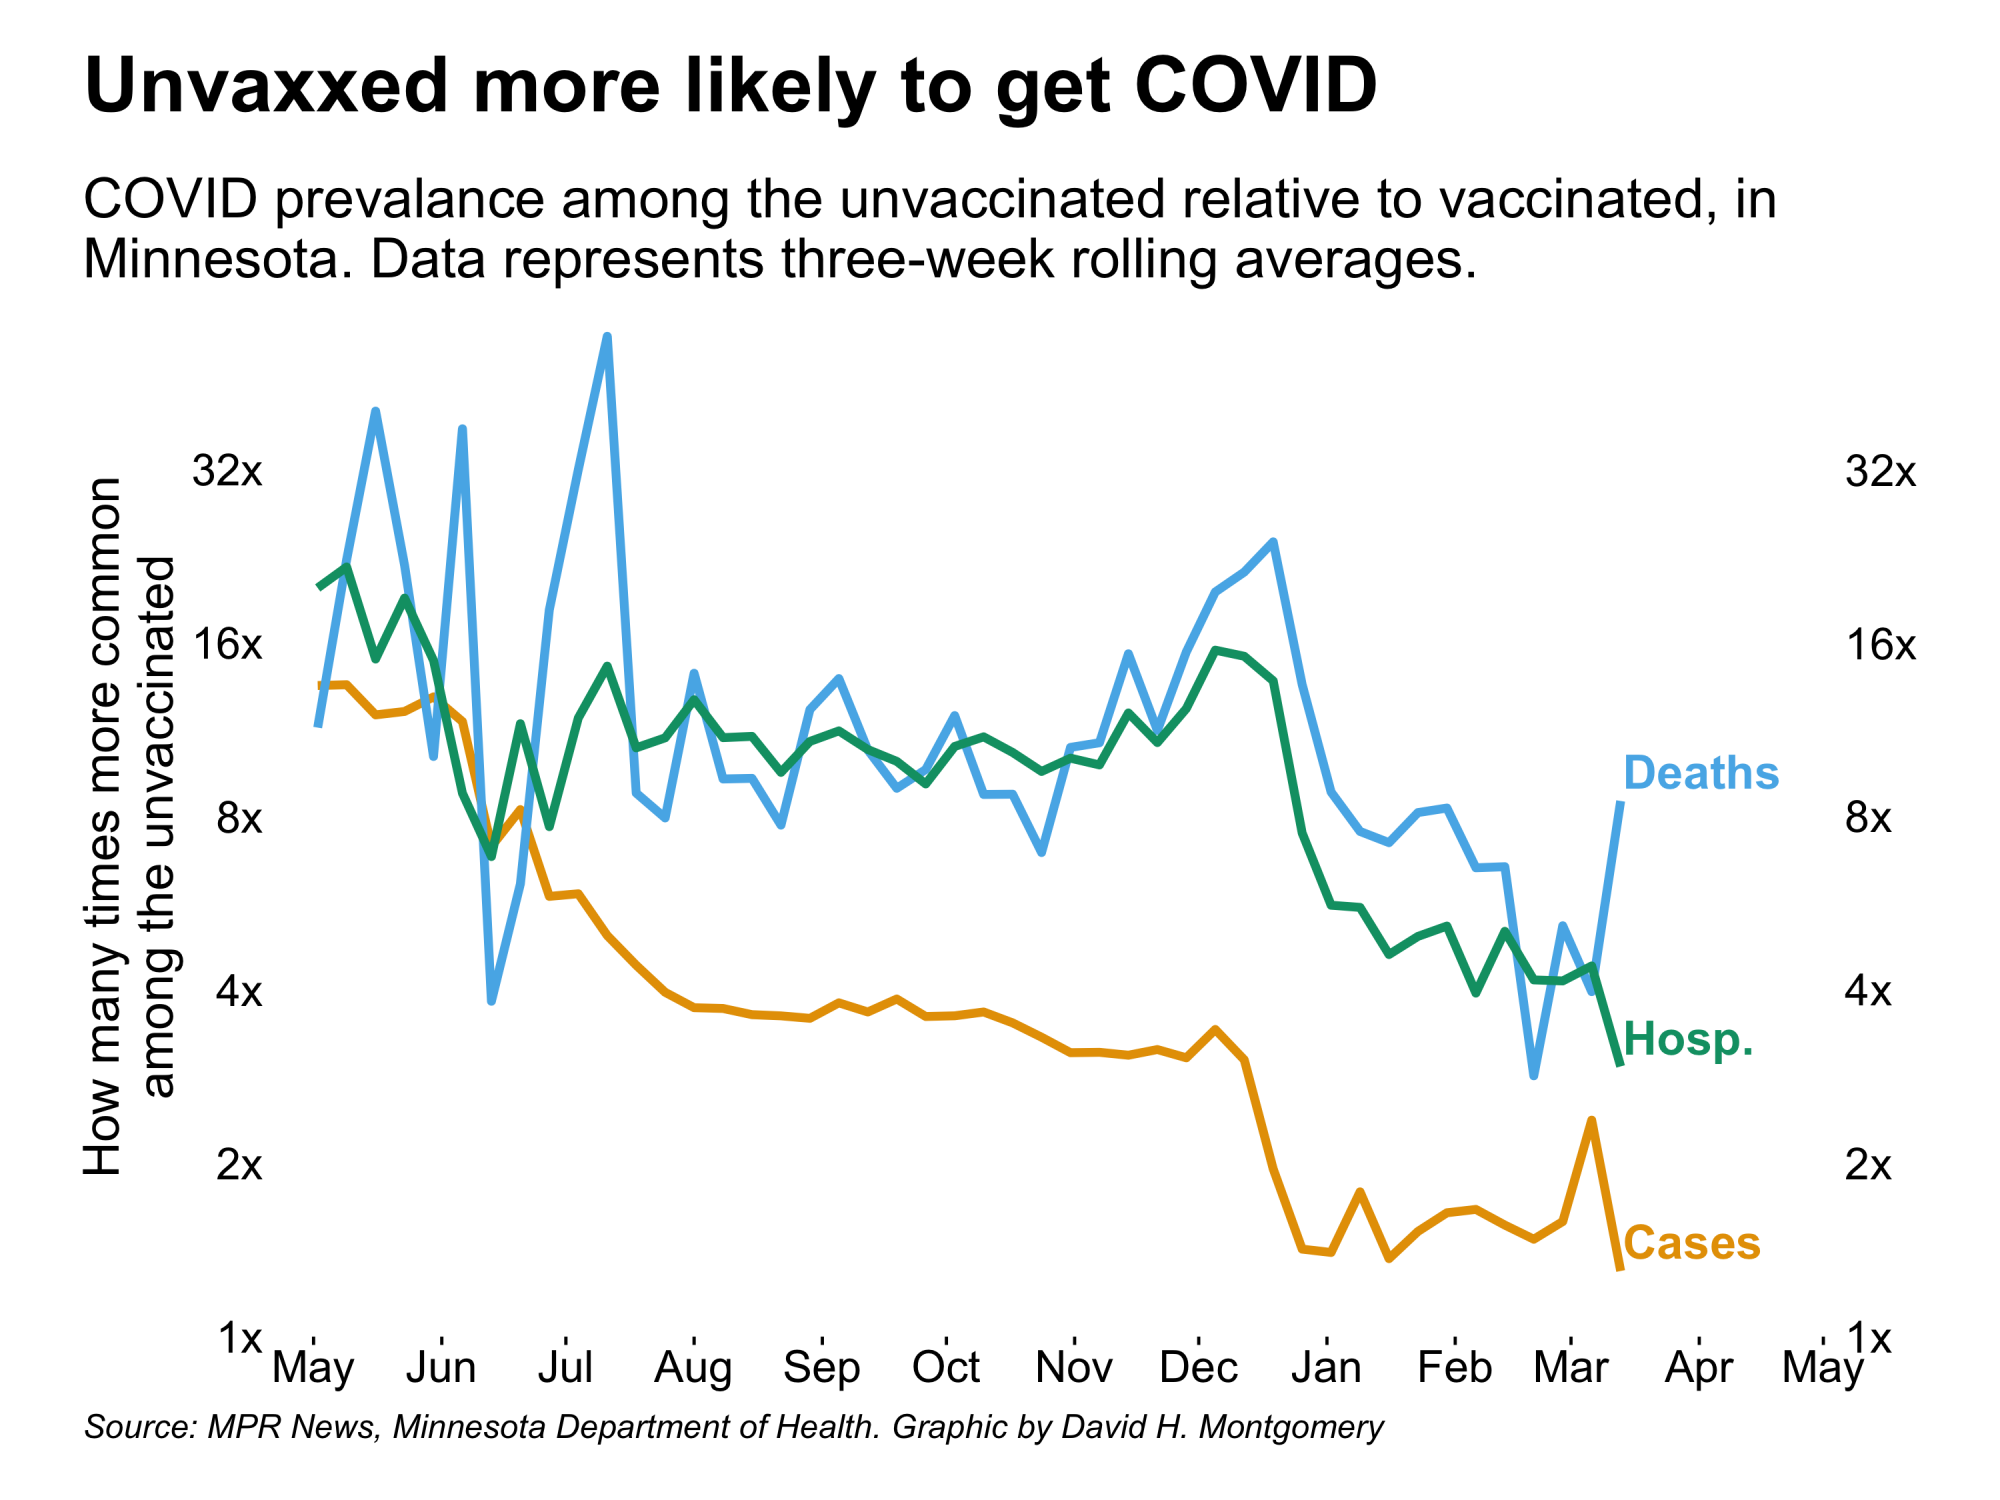 Unvaxxed more likely to get COVID
COVID prevalance among the unvaccinated relative to vaccinated, in
Minnesota. Data represents three-week rolling averages.
How many times more common
among the unvaccinated
32x
16x
8x
4x
2x
1x
32x
16x
8x
4x
2x
1x
Deaths
Hosp.
Cases
May Jun Jul Aug Sep Oct Nov Dec Jan Feb Mar Apr May
Source: MPR News, Minnesota Department of Health. Graphic by David H. Montgomery